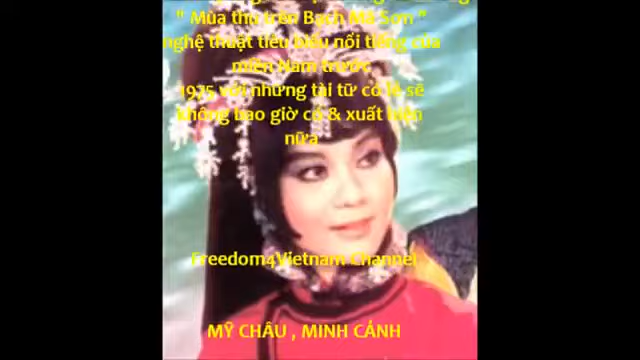 " Mùa thu trên Bạch Mã Sơn "
nghệ thuật tiêu biểu nổi tiếng của
miền Nam trước
1975 với những tài tử có lẽ sẽ
không bao giờ có & xuất hiện
nữa
Freedom4Vietnam Channel
MỸ CHÂU , MINH CẢNH